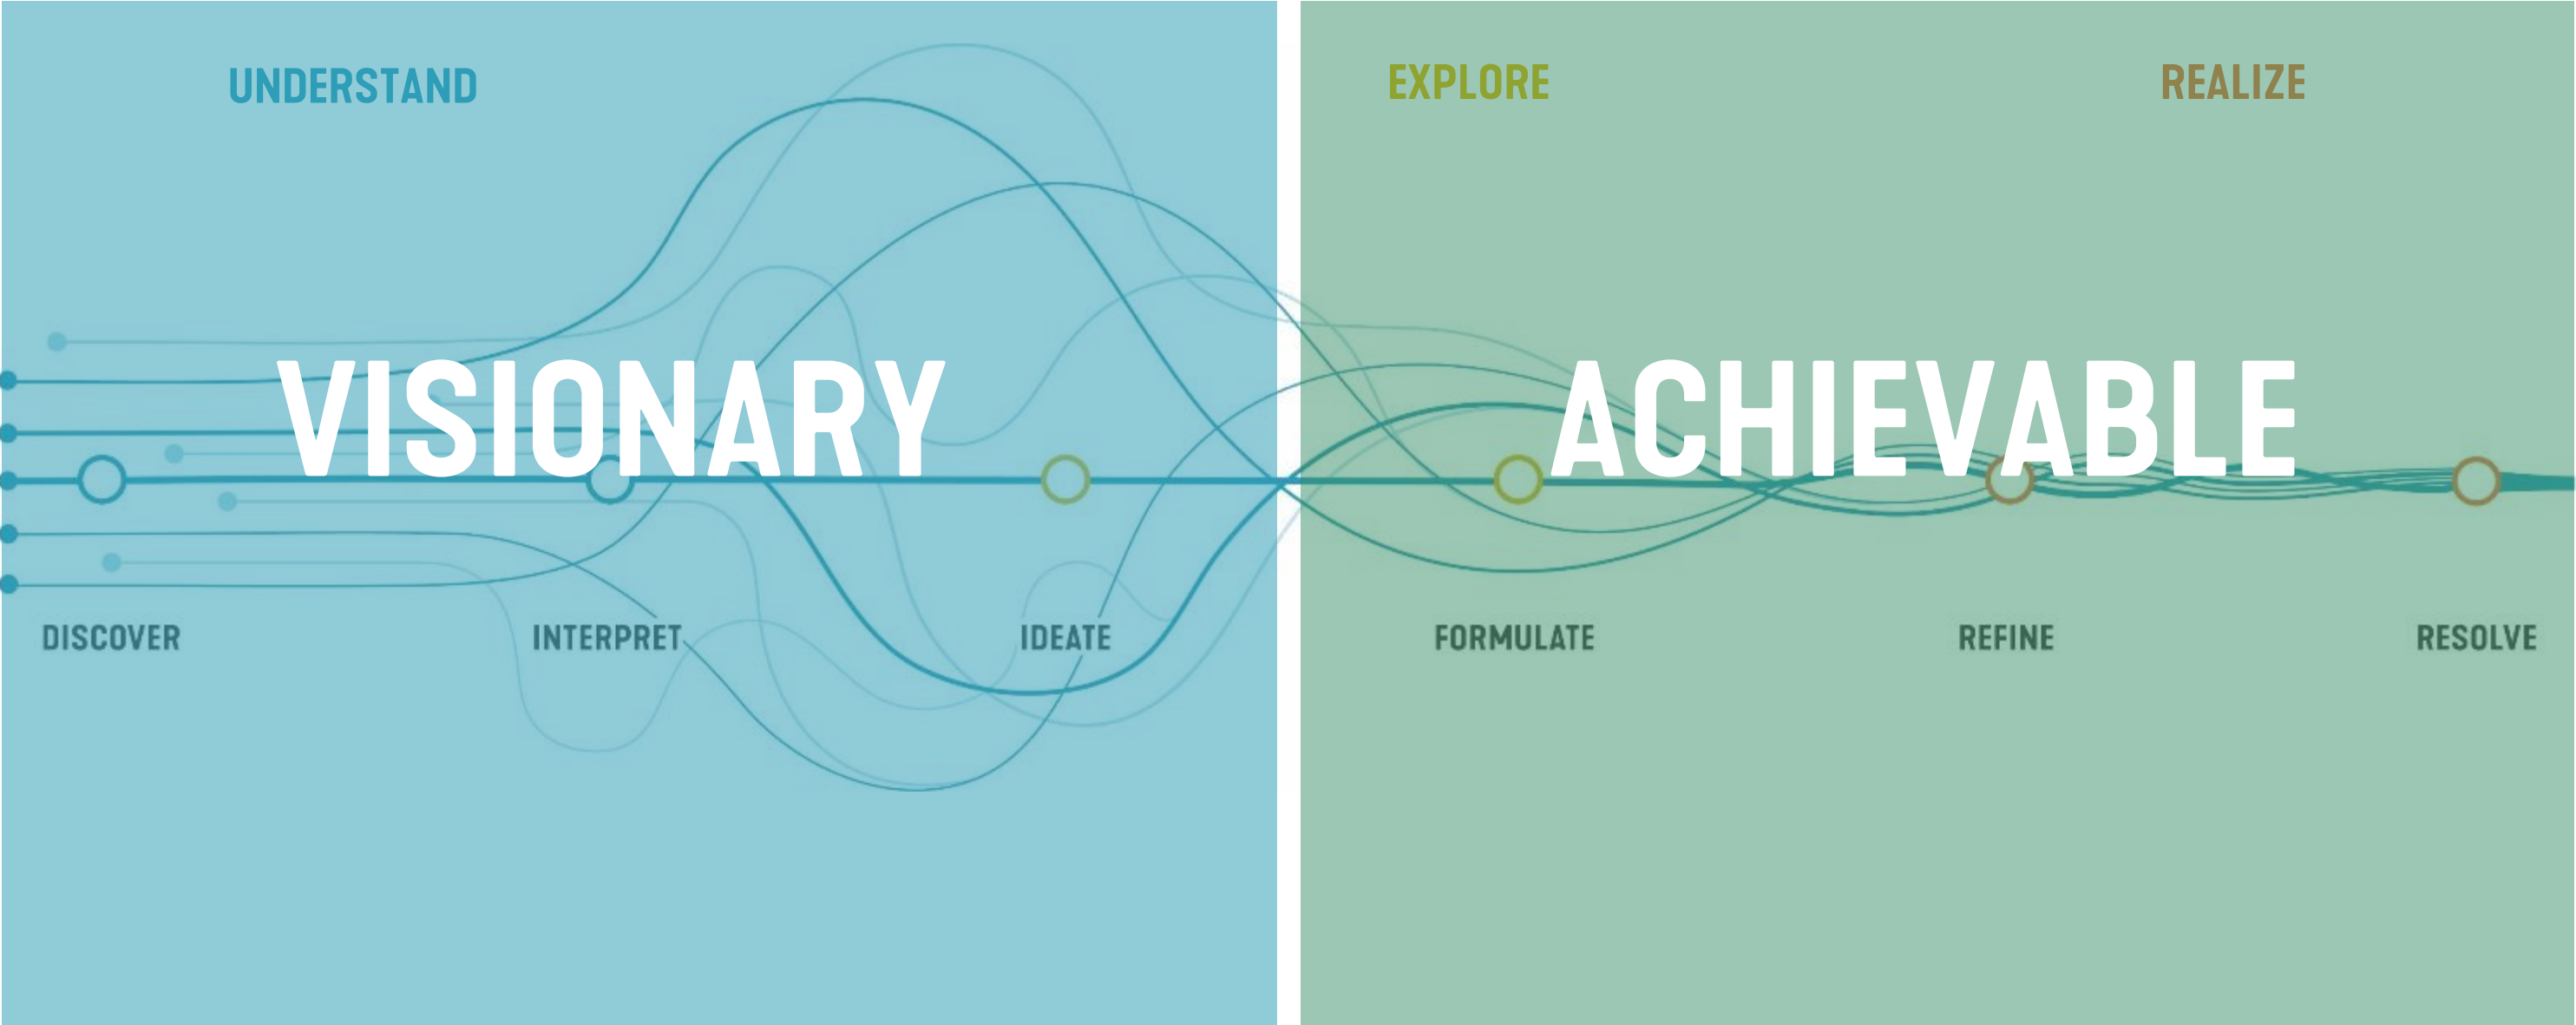 UNDERSTAND
EXPLORE
REALIZE
VISIONARY
ACHIEVABLE
DISCOVER
INTERPRET
IDEATE
FORMULATE
REFINE
RESOLVE